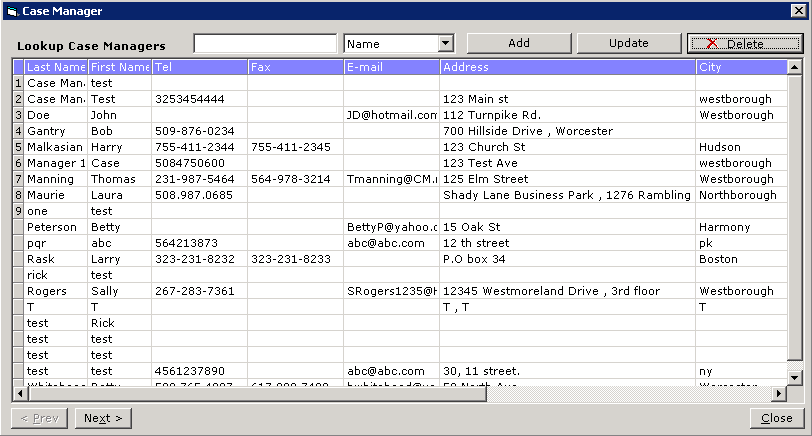 Case Manager
Lookup Case Managers Name Add Update Delete
Last Name First Name Tel Fax E-mail Address City
1 Case Man. test
2 Case Man. Test 3253454444 123 Main st westborough
3 Doe John JD@hotmail.com 112 Turnpike Rd. Westborough
4 Gantry Bob 509-876-0234 700 Hillside Drive , Worcester
5 Malkasian Harry 755-411-2344 755-411-2345 123 Church St Hudson
6 Manager 1 Case 5084750600 123 Test Ave westborough
7 Manning Thomas 231-987-5464 564-978-3214 Tmanning@CM. 125 Elm Street Westborough
8 Maurie Laura 508.987.0685 Shady Lane Business Park , 1276 Rambling Northborough
9 one test
Peterson Betty BettyP@yahoo.c 15 Oak St Harmony
pqr abc 564213873 abc@abc.com 12 th street pk
Rask Larry 323-231-8232 323-231-8233 P.O box 34 Boston
rick test
Rogers Sally 267-283-7361 SRogers1235@H 12345 Westmoreland Drive , 3rd floor Westborough
T T T , T T
test Rick
test test
test test
test test 4561237890 abc@abc.com 30, 11 street. ny
< Prev Next > Close